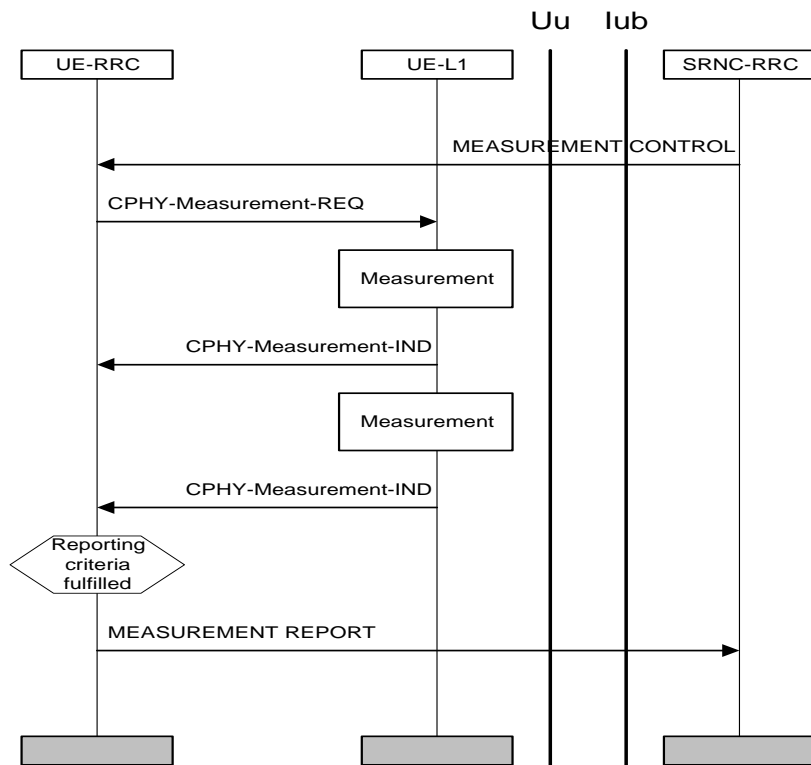 Uu Iub
UE-RRC UE-L1 SRNC-RRC
MEASUREMENT CONTROL
CPHY-Measurement-REQ
Measurement
CPHY-Measurement-IND
Measurement
CPHY-Measurement-IND
Reporting
criteria
fulfilled
MEASUREMENT REPORT